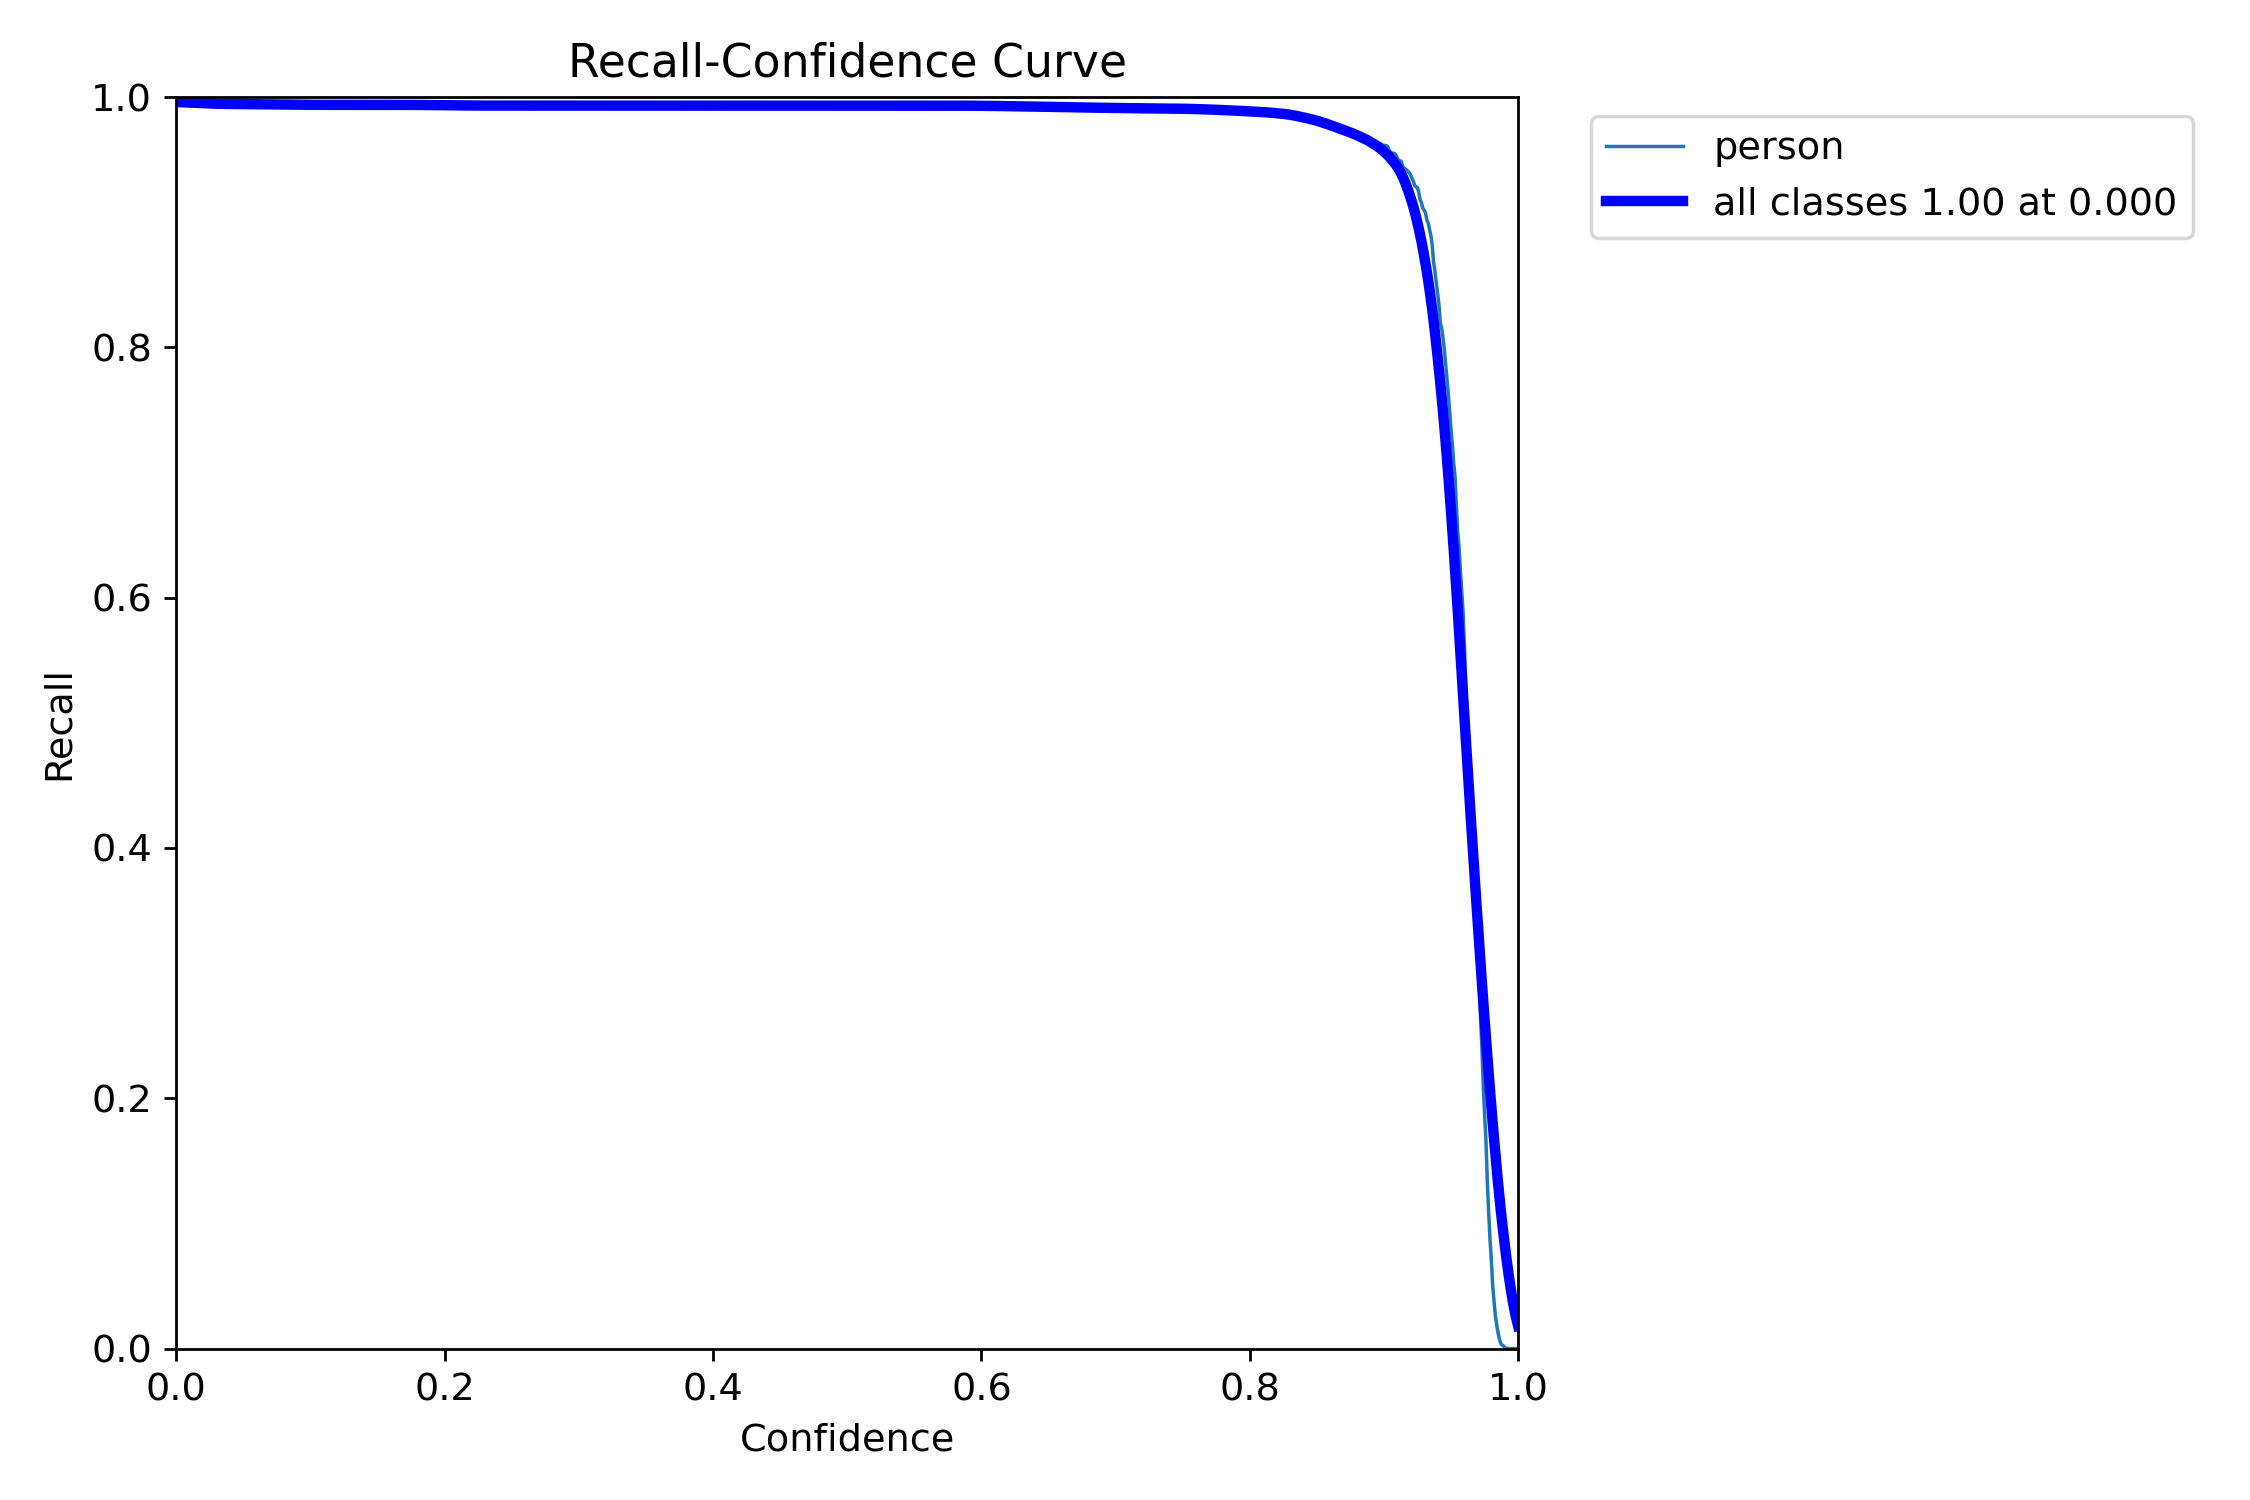 Recall-Confidence Curve
1.0
0.8
0.6
0.4
0.2
0.0
Recall
0.0 0.2 0.4 0.6 0.8 1.0
Confidence
person
all classes 1.00 at 0.000